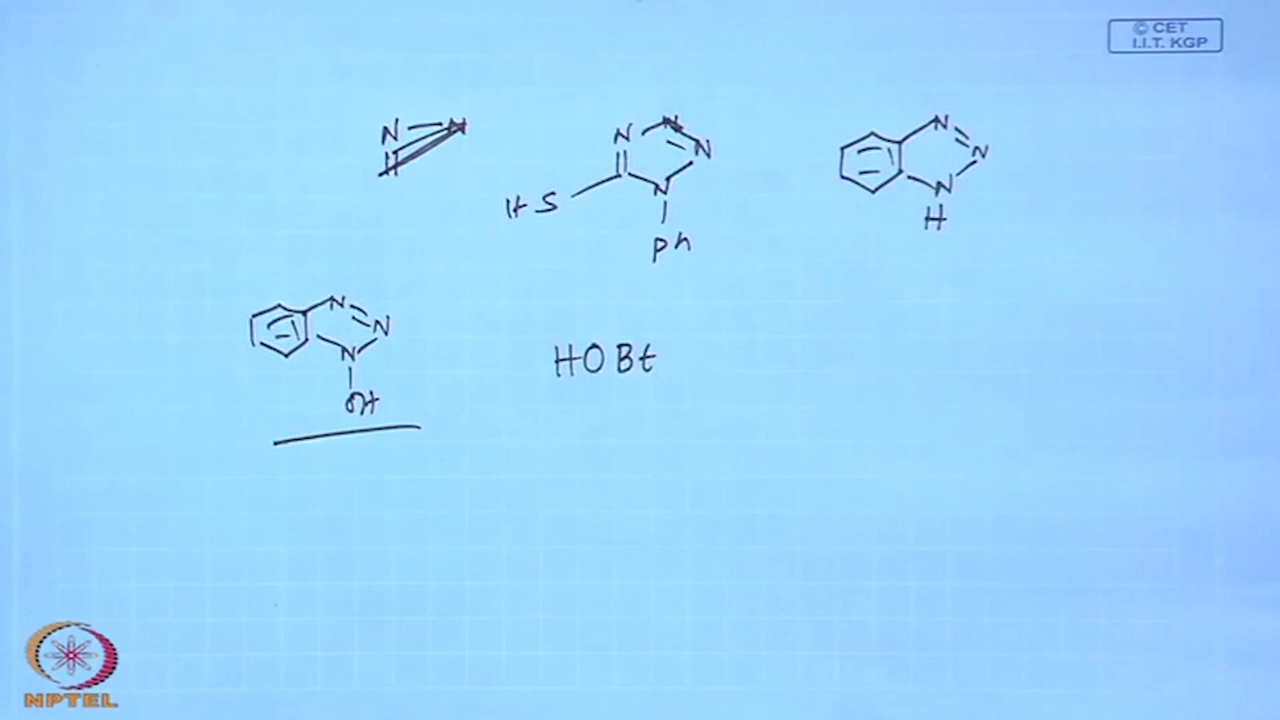 © CET
I.I.T. KGP
N N
N N N N
HS
Ph
N N N
H
N N N
OH
HOBt
NPTEL